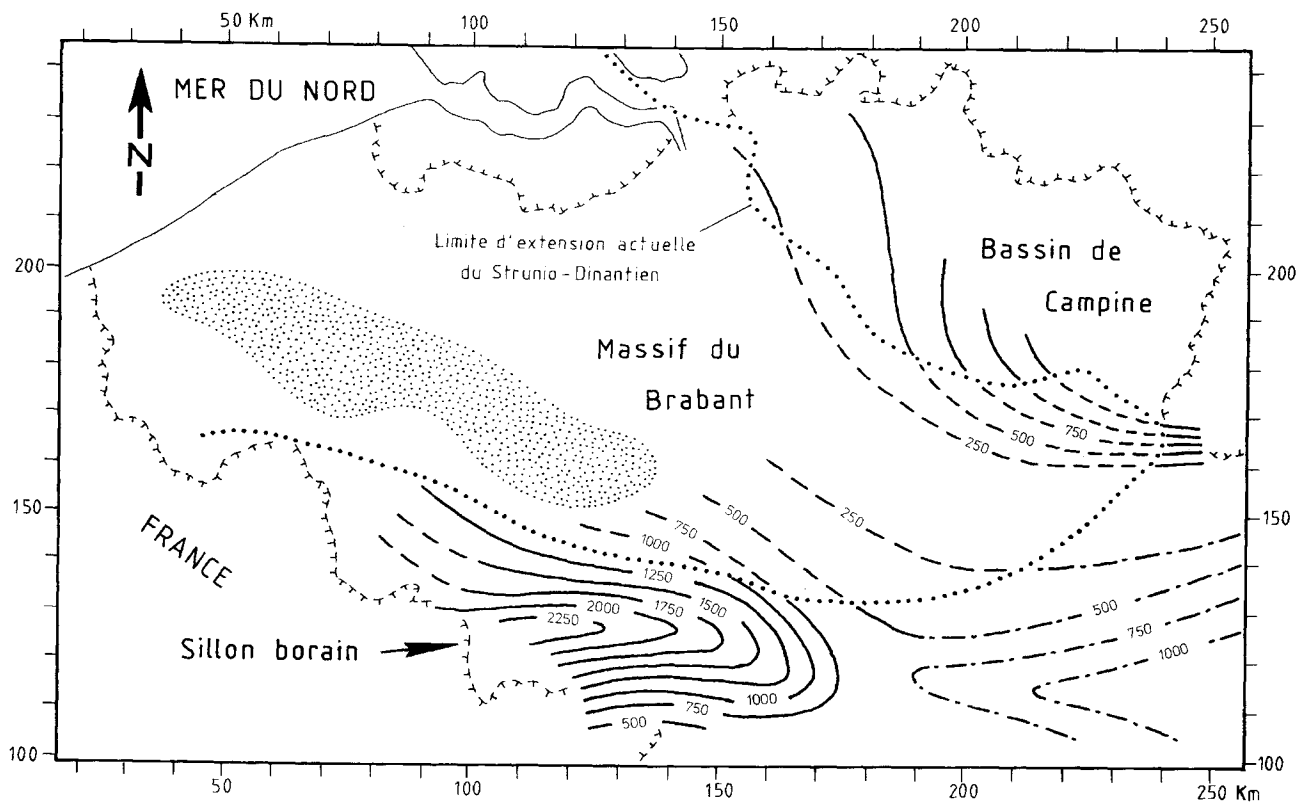 50 Km
100
150
200
250
MER DU NORD
N
Limite d'extension actuelle
du Strunio-Dinantien
Bassin de
Campine
200
200
Massif du
Brabant
250
500
750
150
150
FRANCE
250
500
750
1000
1250
1500
1750
2000
2250
Sillon borain
1000
750
500
500
750
1000
100
100
50
100
150
200
250 Km